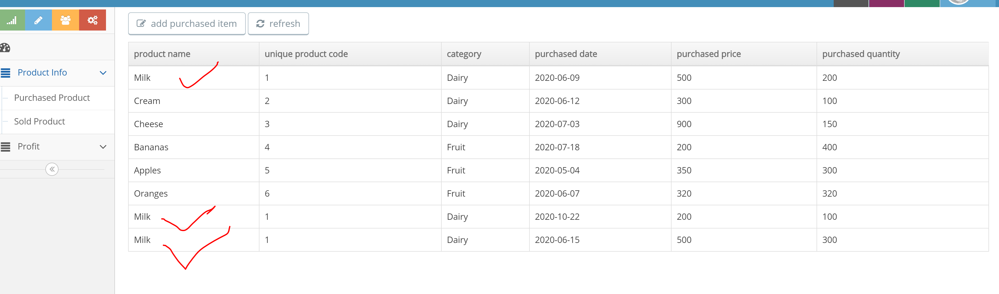 add purchased item refresh
Product Info
Purchased Product
Sold Product
Profit
product name unique product code category purchased date purchased price purchased quantity
Milk 1 Dairy 2020-06-09 500 200
Cream 2 Dairy 2020-06-12 300 100
Cheese 3 Dairy 2020-07-03 900 150
Bananas 4 Fruit 2020-07-18 200 400
Apples 5 Fruit 2020-05-04 350 300
Oranges 6 Fruit 2020-06-07 320 320
Milk 1 Dairy 2020-10-22 200 100
Milk 1 Dairy 2020-06-15 500 300